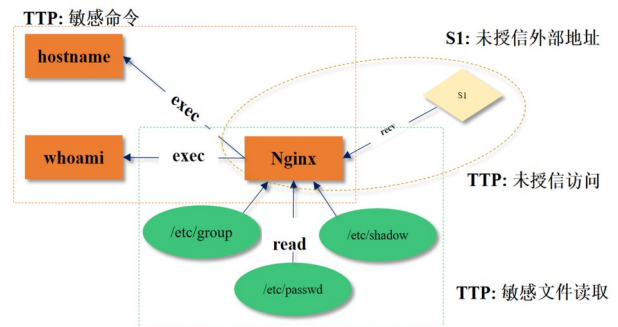 TTP: 敏感命令
S1: 未授信外部地址
hostname
S1
exec
recv
whoami
exec
Nginx
TTP: 未授信访问
/etc/group
/etc/shadow
read
/etc/passwd
TTP: 敏感文件读取